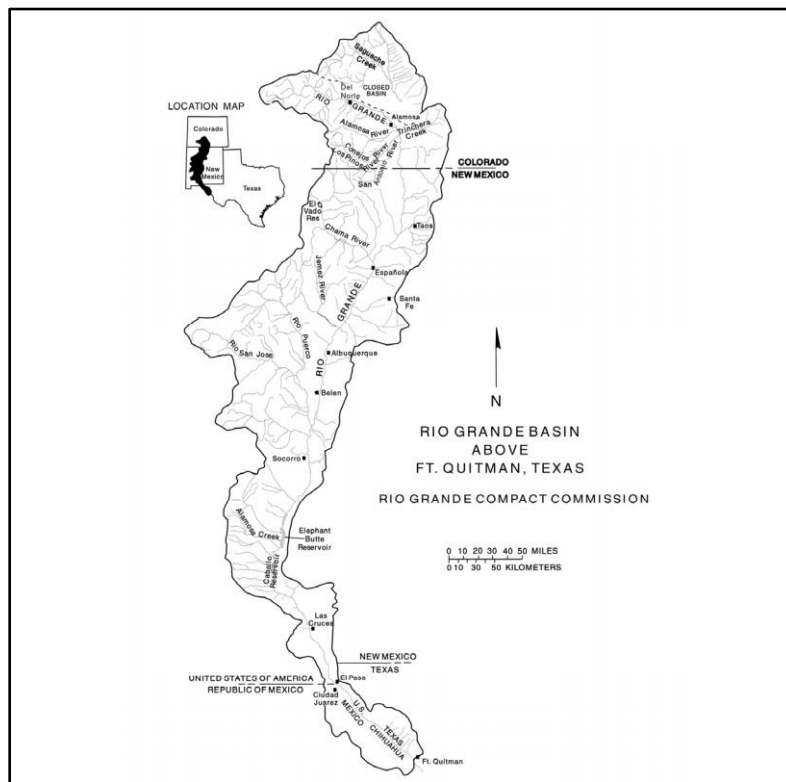 Saguache
Creek
CLOSED
BASIN
Del
Norte
RIO
GRANDE
Alamosa
Alamosa River
Trinchera
Creek
Conejos
River
Los Pinos
River
San
Antonio River
LOCATION MAP
Colorado
New
Mexico
Texas
COLORADO
NEW MEXICO
El
Vado
Res
Taos
Chama River
Jemez River
Española
GRANDE
Santa
Fe
Rio
Puerco
Rio San Jose
RIO
Albuquerque
Belen
N
RIO GRANDE BASIN
ABOVE
FT. QUITMAN, TEXAS
RIO GRANDE COMPACT COMMISSION
Socorro
Alamosa Creek
Elephant
Butte
Reservoir
Caballo
Reservoir
0 10 20 30 40 50 MILES
0 10 30 50 KILOMETERS
Las
Cruces
NEW MEXICO
TEXAS
UNITED STATES OF AMERICA
REPUBLIC OF MEXICO
El Paso
Ciudad
Juarez
U.S.
MEXICO
TEXAS
CHIHUAHUA
Ft. Quitman